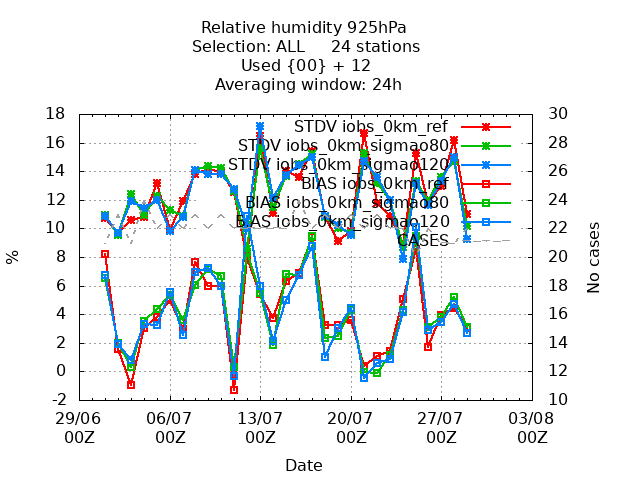 Relative humidity 925hPa
Selection: ALL     24 stations
Used {00} + 12
Averaging window: 24h
STDV iobs_0km_ref
STDV iobs_0km_sigmao80
STDV iobs_0km_sigmao120
BIAS iobs_0km_ref
BIAS iobs_0km_sigmao80
BIAS iobs_0km_sigmao120
CASES
18
16
14
12
10
8
6
4
2
0
-2
%
30
28
26
24
22
20
18
16
14
12
10
No cases
29/06 06/07 13/07 20/07 27/07 03/08
00Z 00Z 00Z 00Z 00Z 00Z
Date